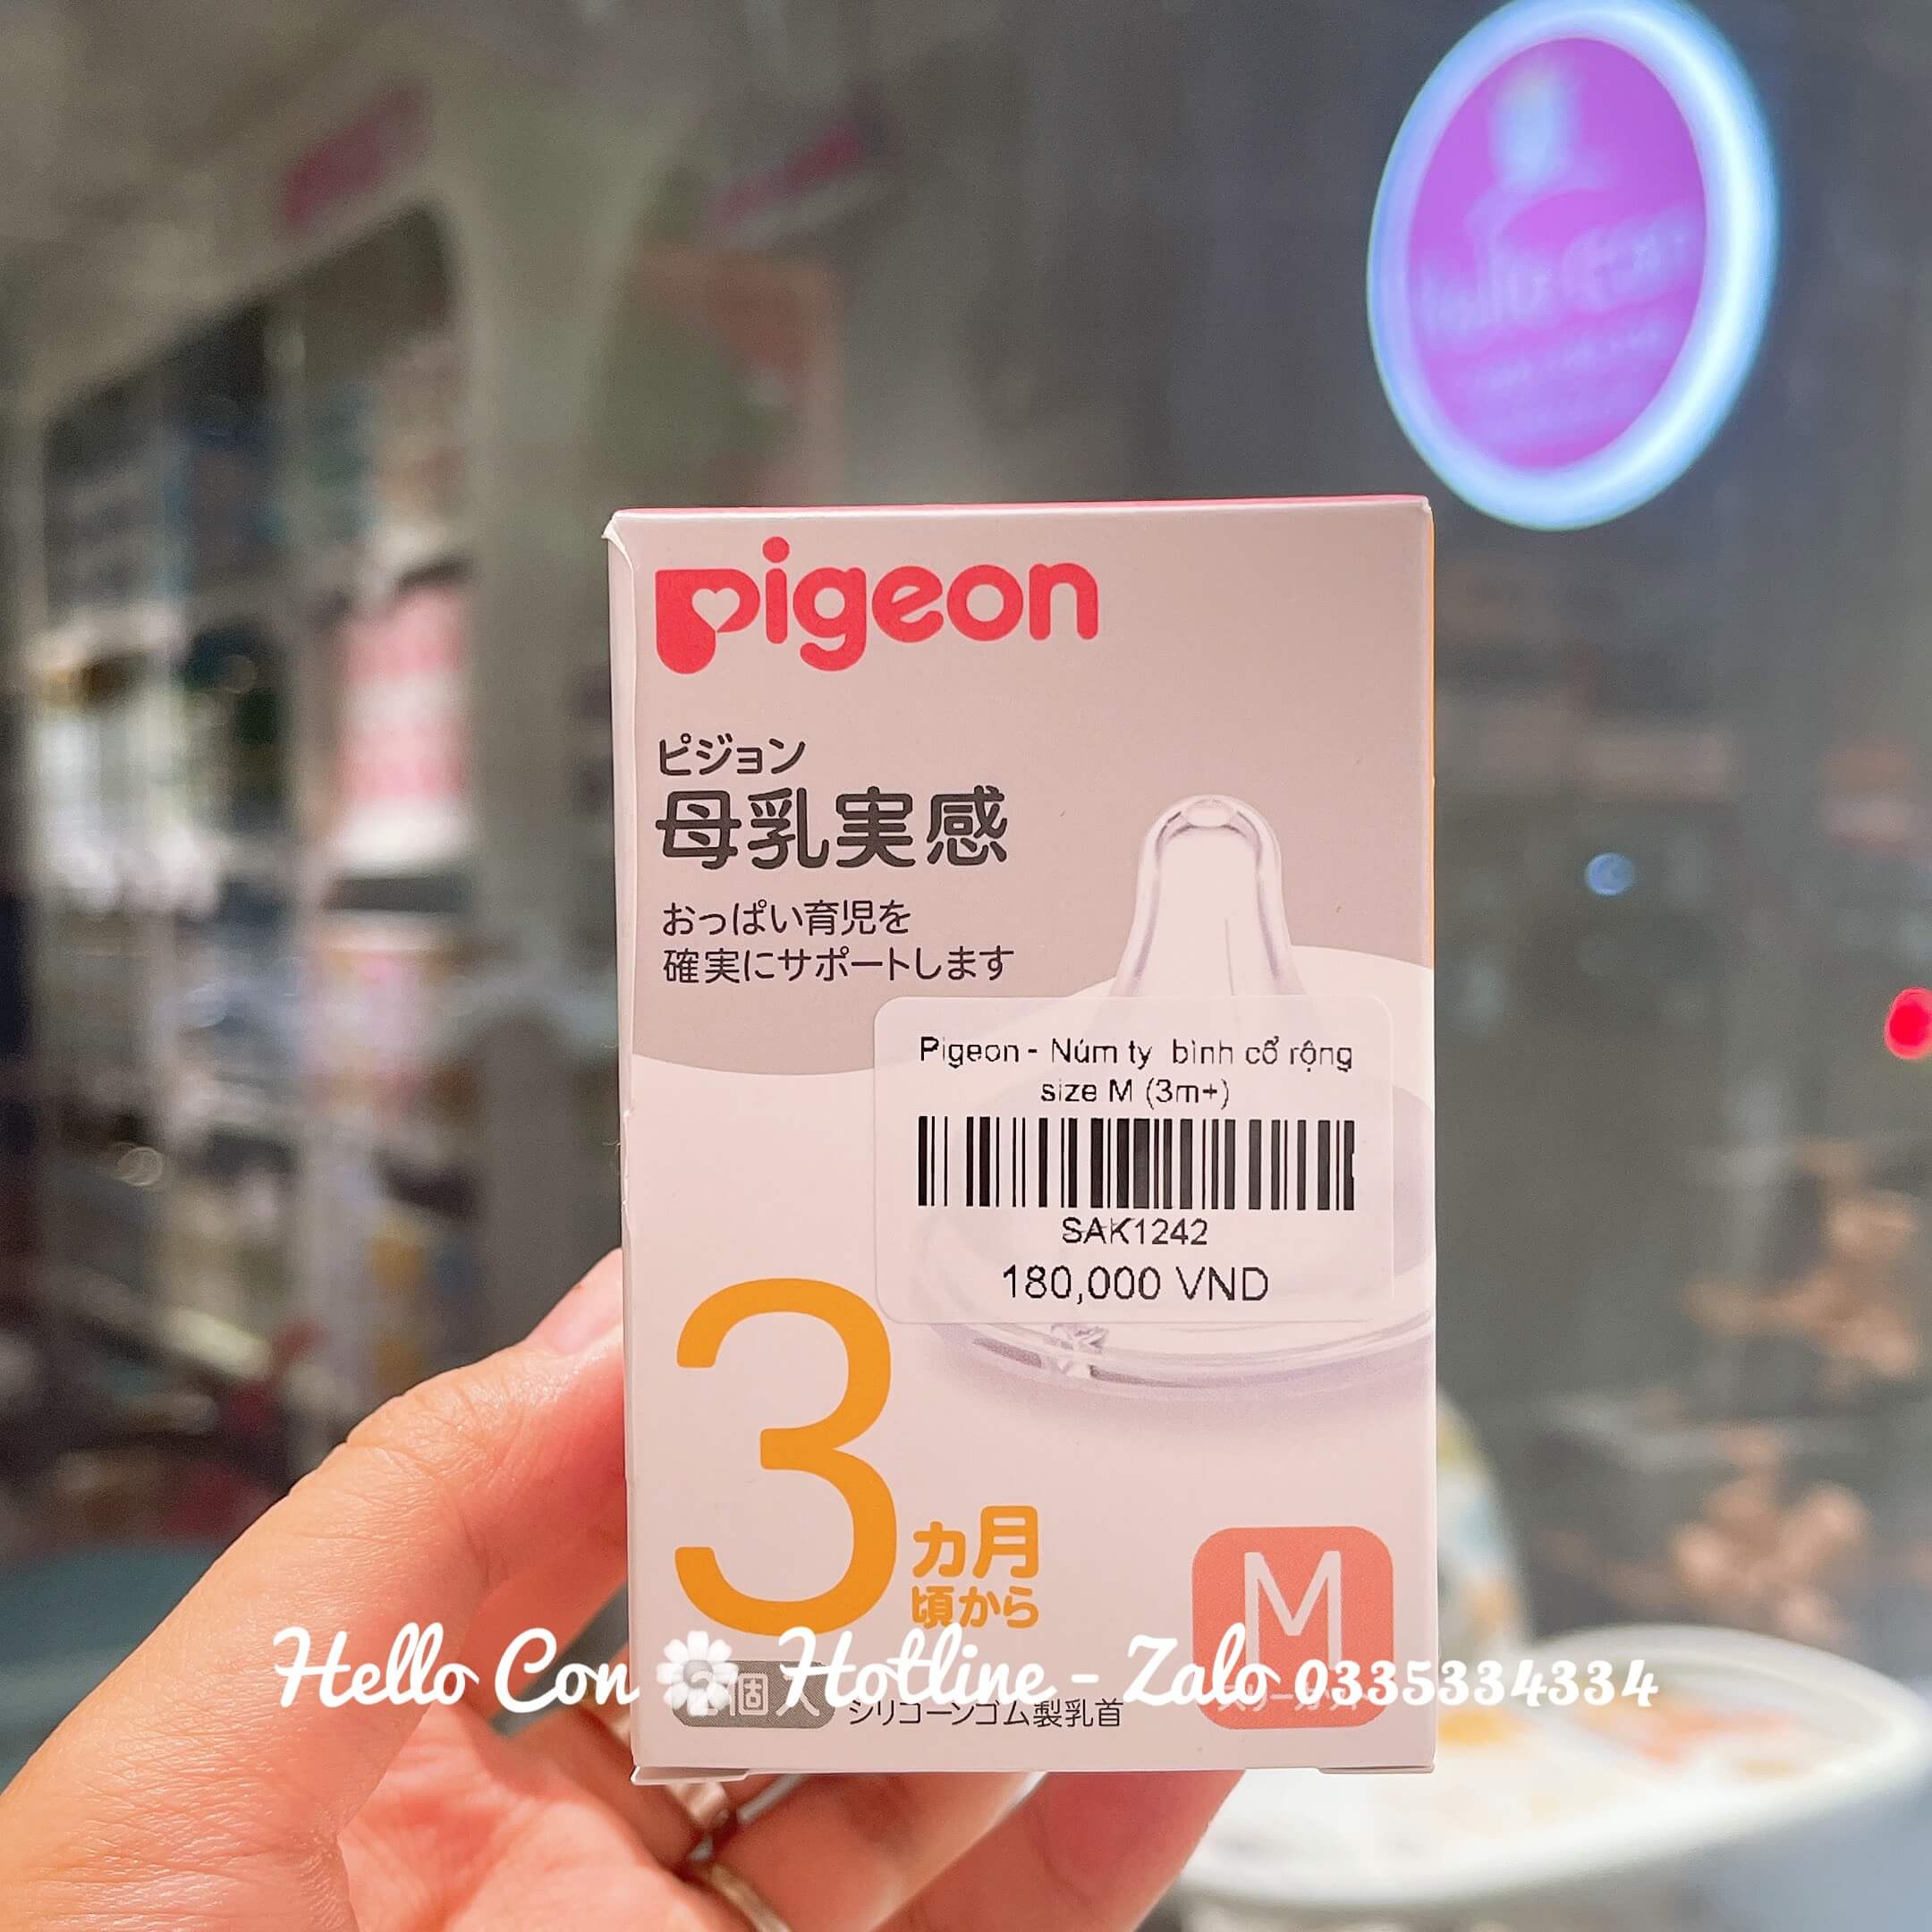 pigeon
ピジョン
母乳実感
おっぱい育児を
確実にサポートします
Pigeon - Núm ty bình cổ rộng
size M (3m+)
SAK1242
180,000 VND
3ヵ月
頃から
M
Hello Con Hotline - Zalo 0335334334
個入 シリコーンゴム製乳首